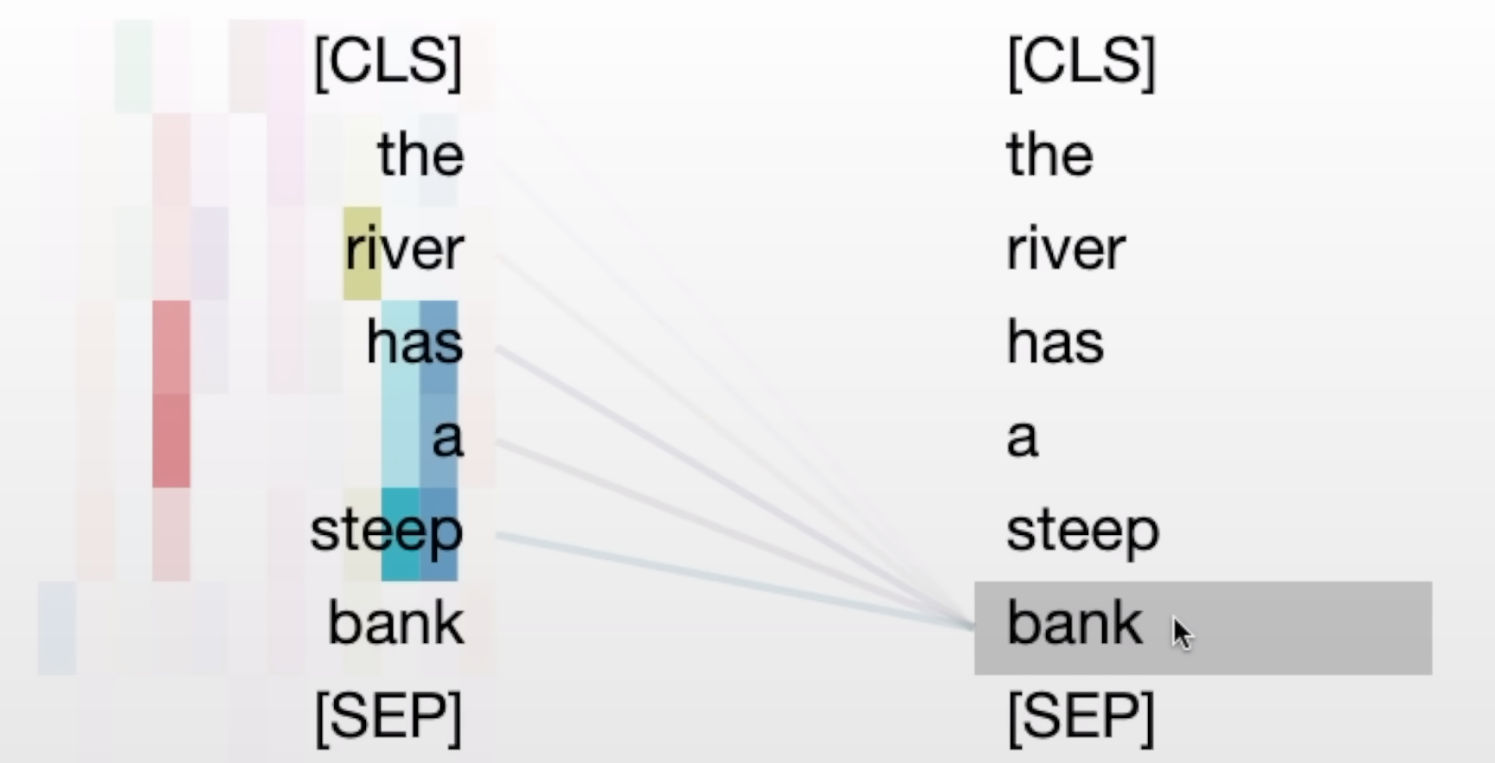 [CLS] [CLS]
the the
river river
has has
a a
steep steep
bank bank
[SEP] [SEP]